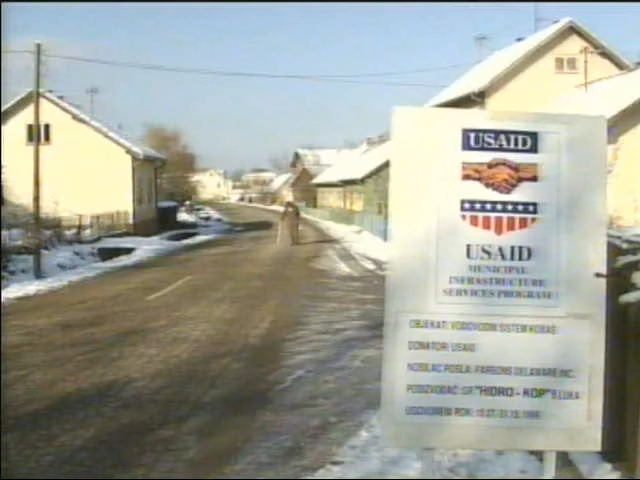 USAID
USAID
MUNICIPAL
INFRASTRUCTURE
SERVICES PROGRAM
OBJEKAT: VODOVODNI SISTEM KOBAS
DONATOR: USAID
NOSILAC POSLA: PARSONS DELAWARE INC.
PODIZVOĐAČ: GP "HIDRO-KOP" B.LUKA
UGOVORENI ROK: